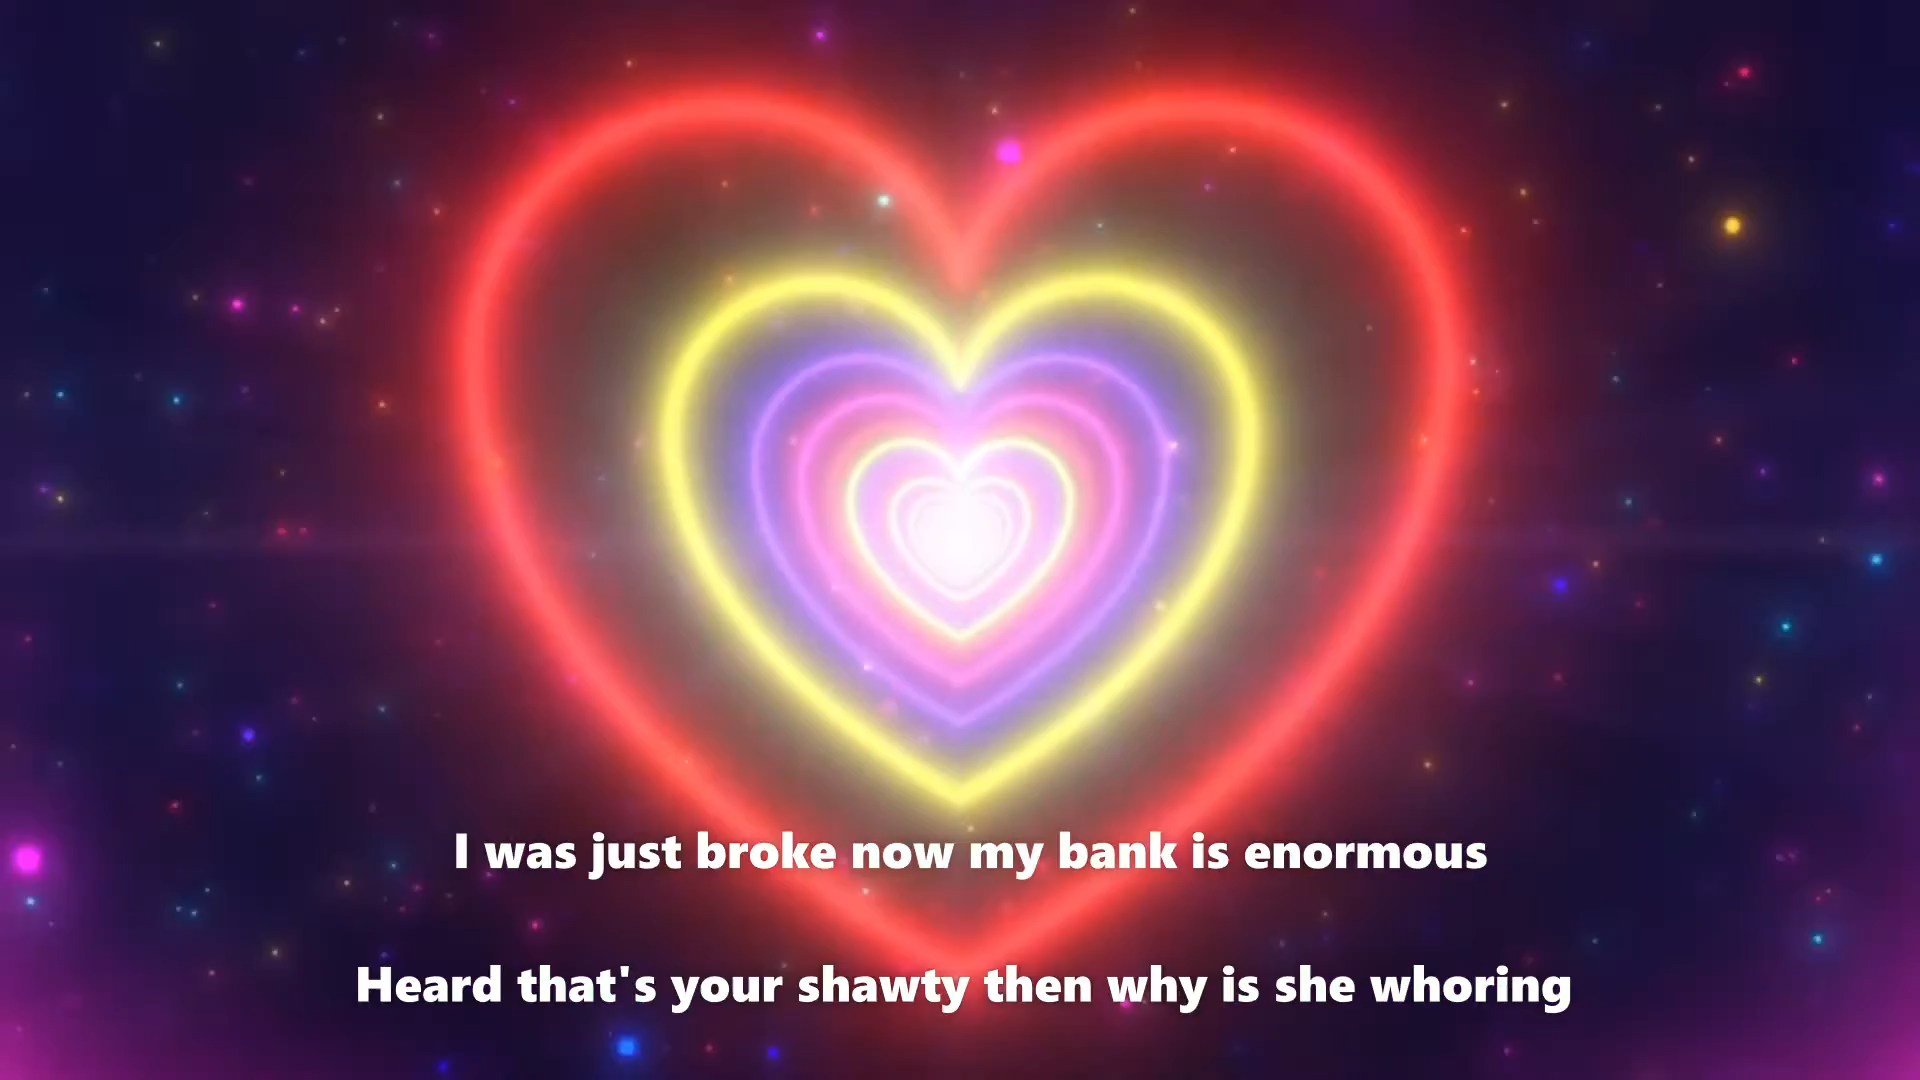 I was just broke now my bank is enormous
Heard that's your shawty then why is she whoring